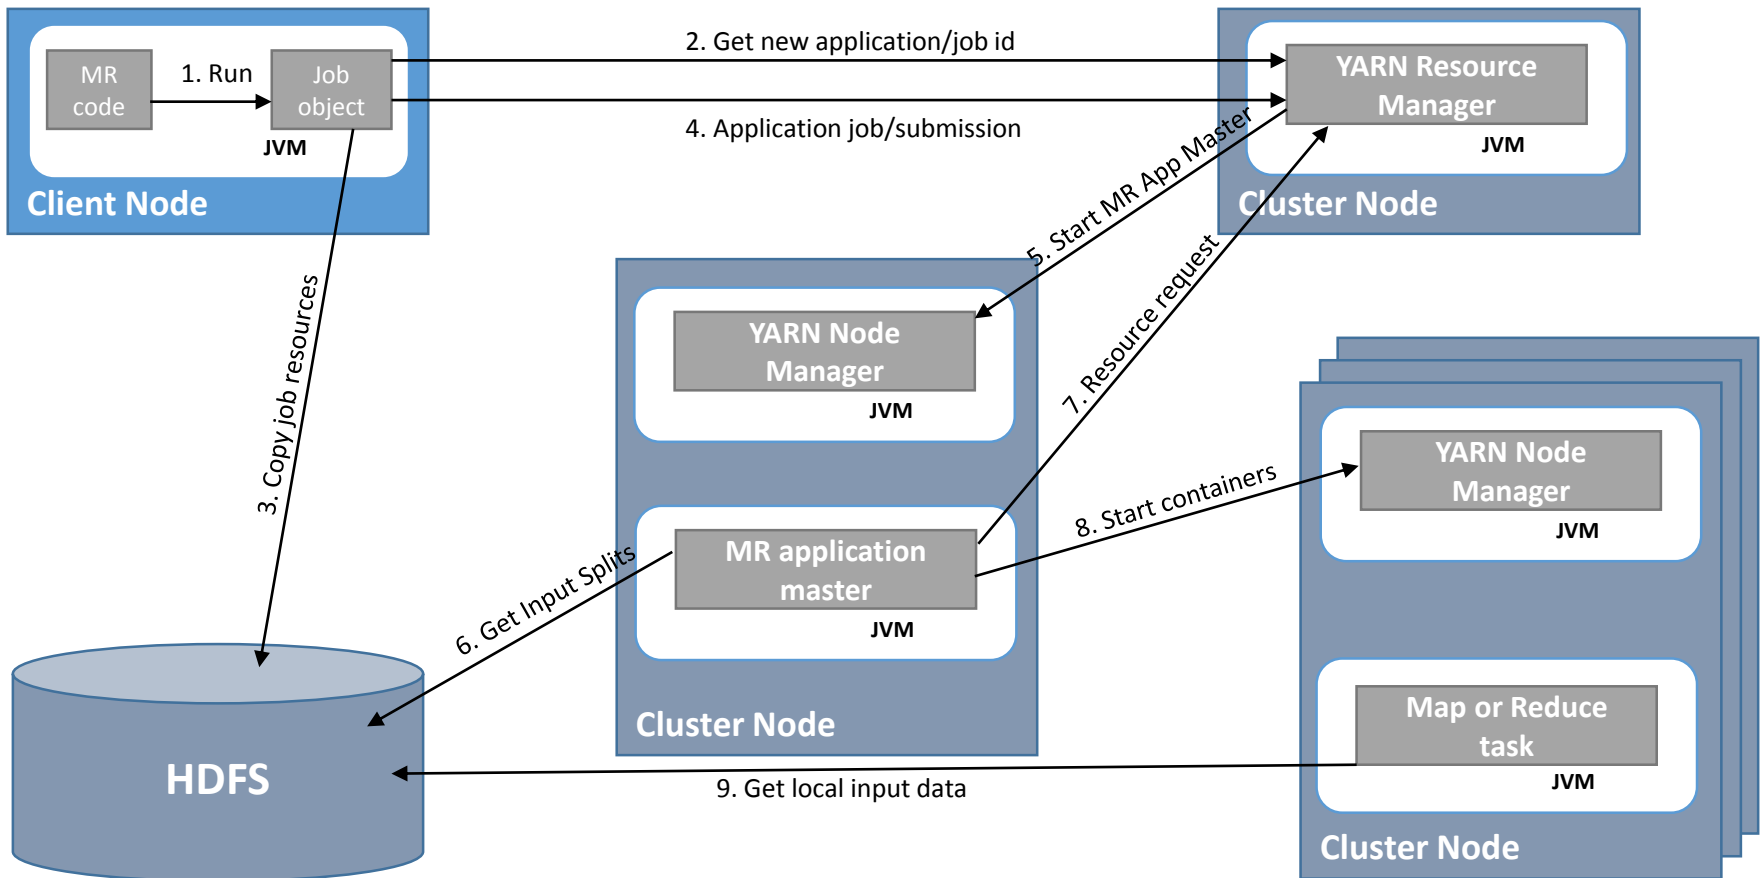 MR
code
1. Run
Job
object
JVM
Client Node
2. Get new application/job id
4. Application job/submission
YARN Resource
Manager
JVM
Cluster Node
3. Copy job resources
5. Start MR App Master
YARN Node
Manager
JVM
7. Resource request
MR application
master
JVM
Cluster Node
6. Get Input Splits
8. Start containers
YARN Node
Manager
JVM
Map or Reduce
task
JVM
Cluster Node
9. Get local input data
HDFS